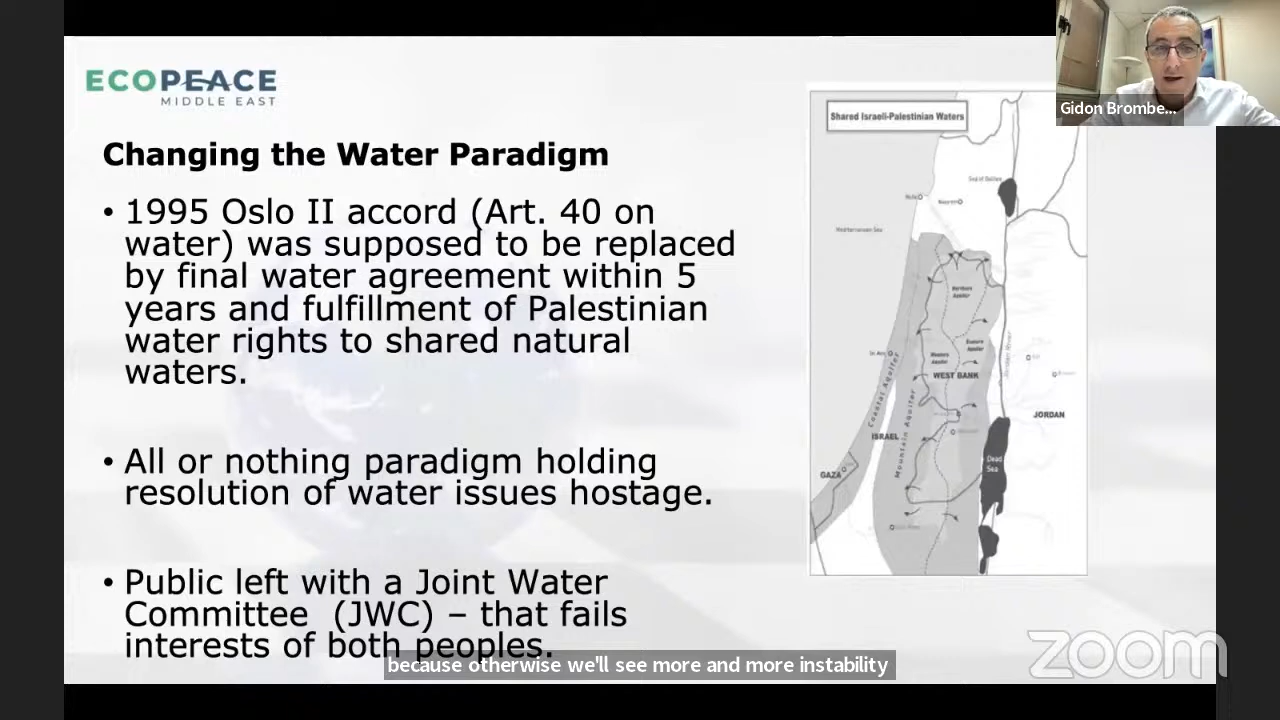 ECOPEACE
MIDDLE EAST
Gidon Brombe...
Changing the Water Paradigm
• 1995 Oslo II accord (Art. 40 on
water) was supposed to be replaced
by final water agreement within 5
years and fulfillment of Palestinian
water rights to shared natural
waters.
• All or nothing paradigm holding
resolution of water issues hostage.
• Public left with a Joint Water
Committee (JWC) – that fails
interests of both peoples.
Shared Israeli-Palestinian Waters
Mediterranean Sea
Northern
Aquifer
Eastern
Aquifer
Western
Aquifer
WEST BANK
Coastal Aquifer
Mountain Aquifer
Jordan River
JORDAN
ISRAEL
GAZA
Dead
Sea
because otherwise we'll see more and more instability
zoom